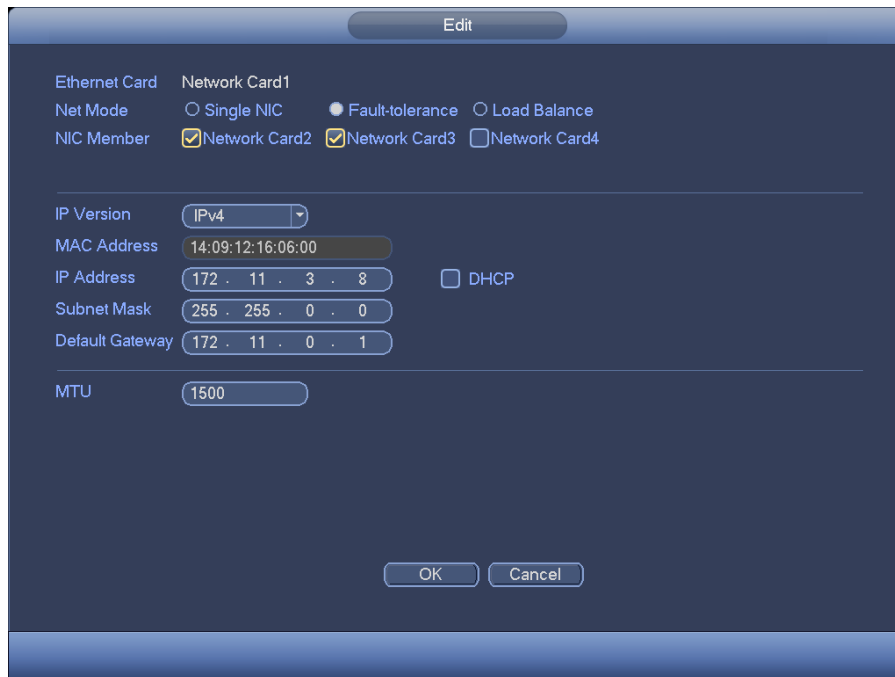 Edit
Ethernet Card Network Card1
Net Mode Single NIC Fault-tolerance Load Balance
NIC Member Network Card2 Network Card3 Network Card4
IP Version IPv4
MAC Address 14:09:12:16:06:00
IP Address 172 . 11 . 3 . 8 DHCP
Subnet Mask 255 . 255 . 0 . 0
Default Gateway 172 . 11 . 0 . 1
MTU 1500
OK Cancel